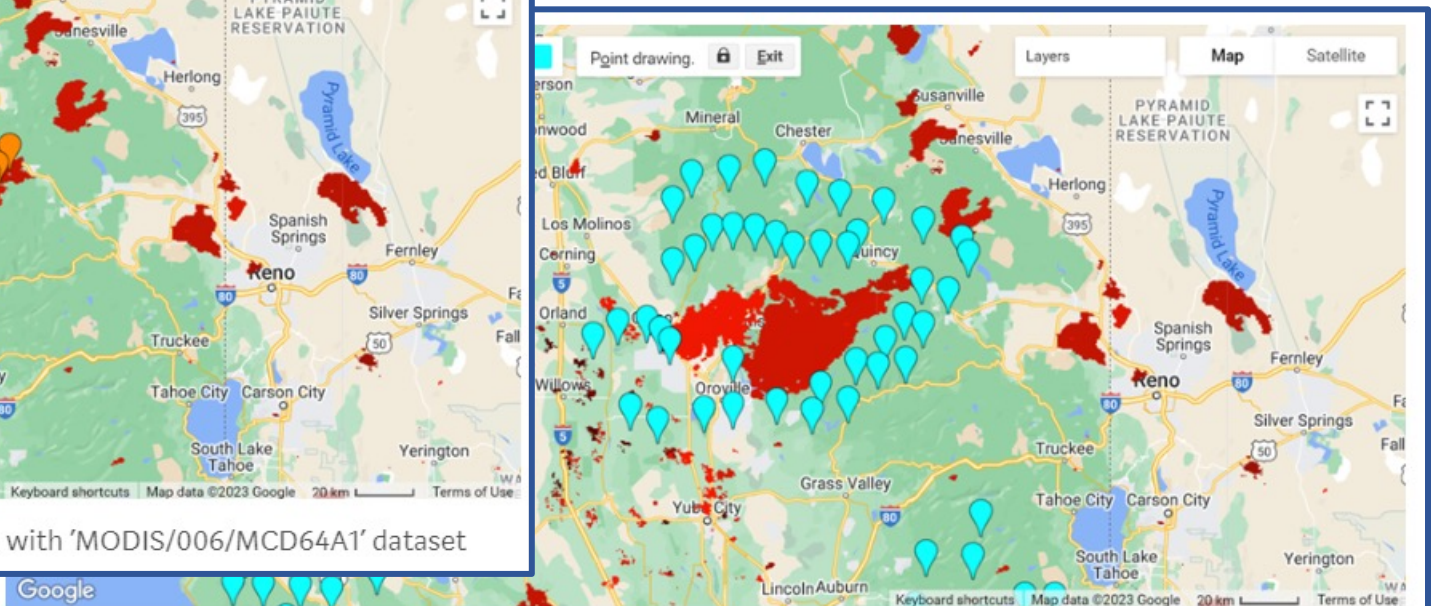 PYRAMID
LAKE PAIUTE
RESERVATION
Janesville
Herlong
395
Pyramid Lake
Spanish
Springs
Fernley
Reno
80
80
Silver Springs
50
Truckee
Tahoe City
Carson City
South Lake
Tahoe
Yerington
80
Keyboard shortcuts
Map data ©2023 Google
20 km
Terms of Use
with 'MODIS/006/MCD64A1' dataset
Google
Point drawing.
Exit
Layers
Map
Satellite
Susanville
Mineral
Chester
PYRAMID
LAKE PAIUTE
RESERVATION
Janesville
Herlong
Los Molinos
395
Pyramid Lake
Corning
Quincy
5
Orland
Spanish
Springs
Fernley
Willows
Oroville
Reno
80
80
5
Silver Springs
Truckee
50
Grass Valley
Yuba City
80
Tahoe City
Carson City
South Lake
Tahoe
Yerington
Lincoln
Auburn
Keyboard shortcuts
Map data ©2023 Google
20 km
Terms of Use